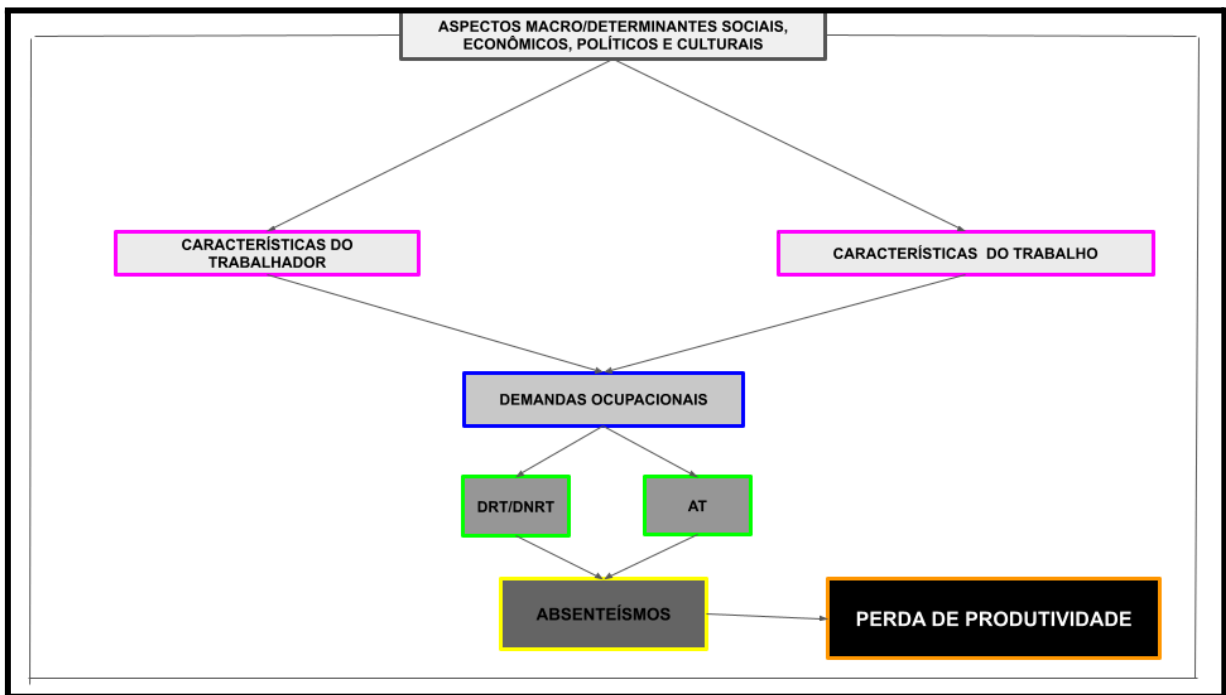 ASPECTOS MACRO/DETERMINANTES SOCIAIS,
ECONÔMICOS, POLÍTICOS E CULTURAIS
CARACTERÍSTICAS DO
TRABALHADOR
CARACTERÍSTICAS  DO TRABALHO
DEMANDAS OCUPACIONAIS
DRT/DNRT
AT
ABSENTEÍSMOS
PERDA DE PRODUTIVIDADE